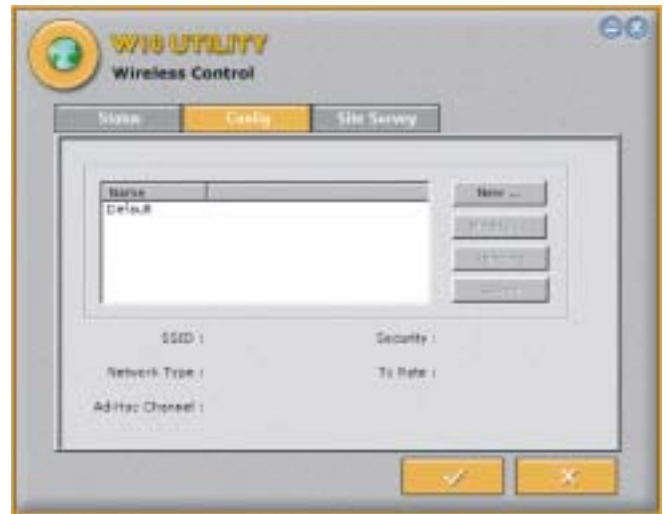 W10 UTILITY
Wireless Control
Status Config Site Survey
Name
Default
New ...
SSID :
Security :
Network Type :
Tx Rate :
Ad-Hoc Channel :